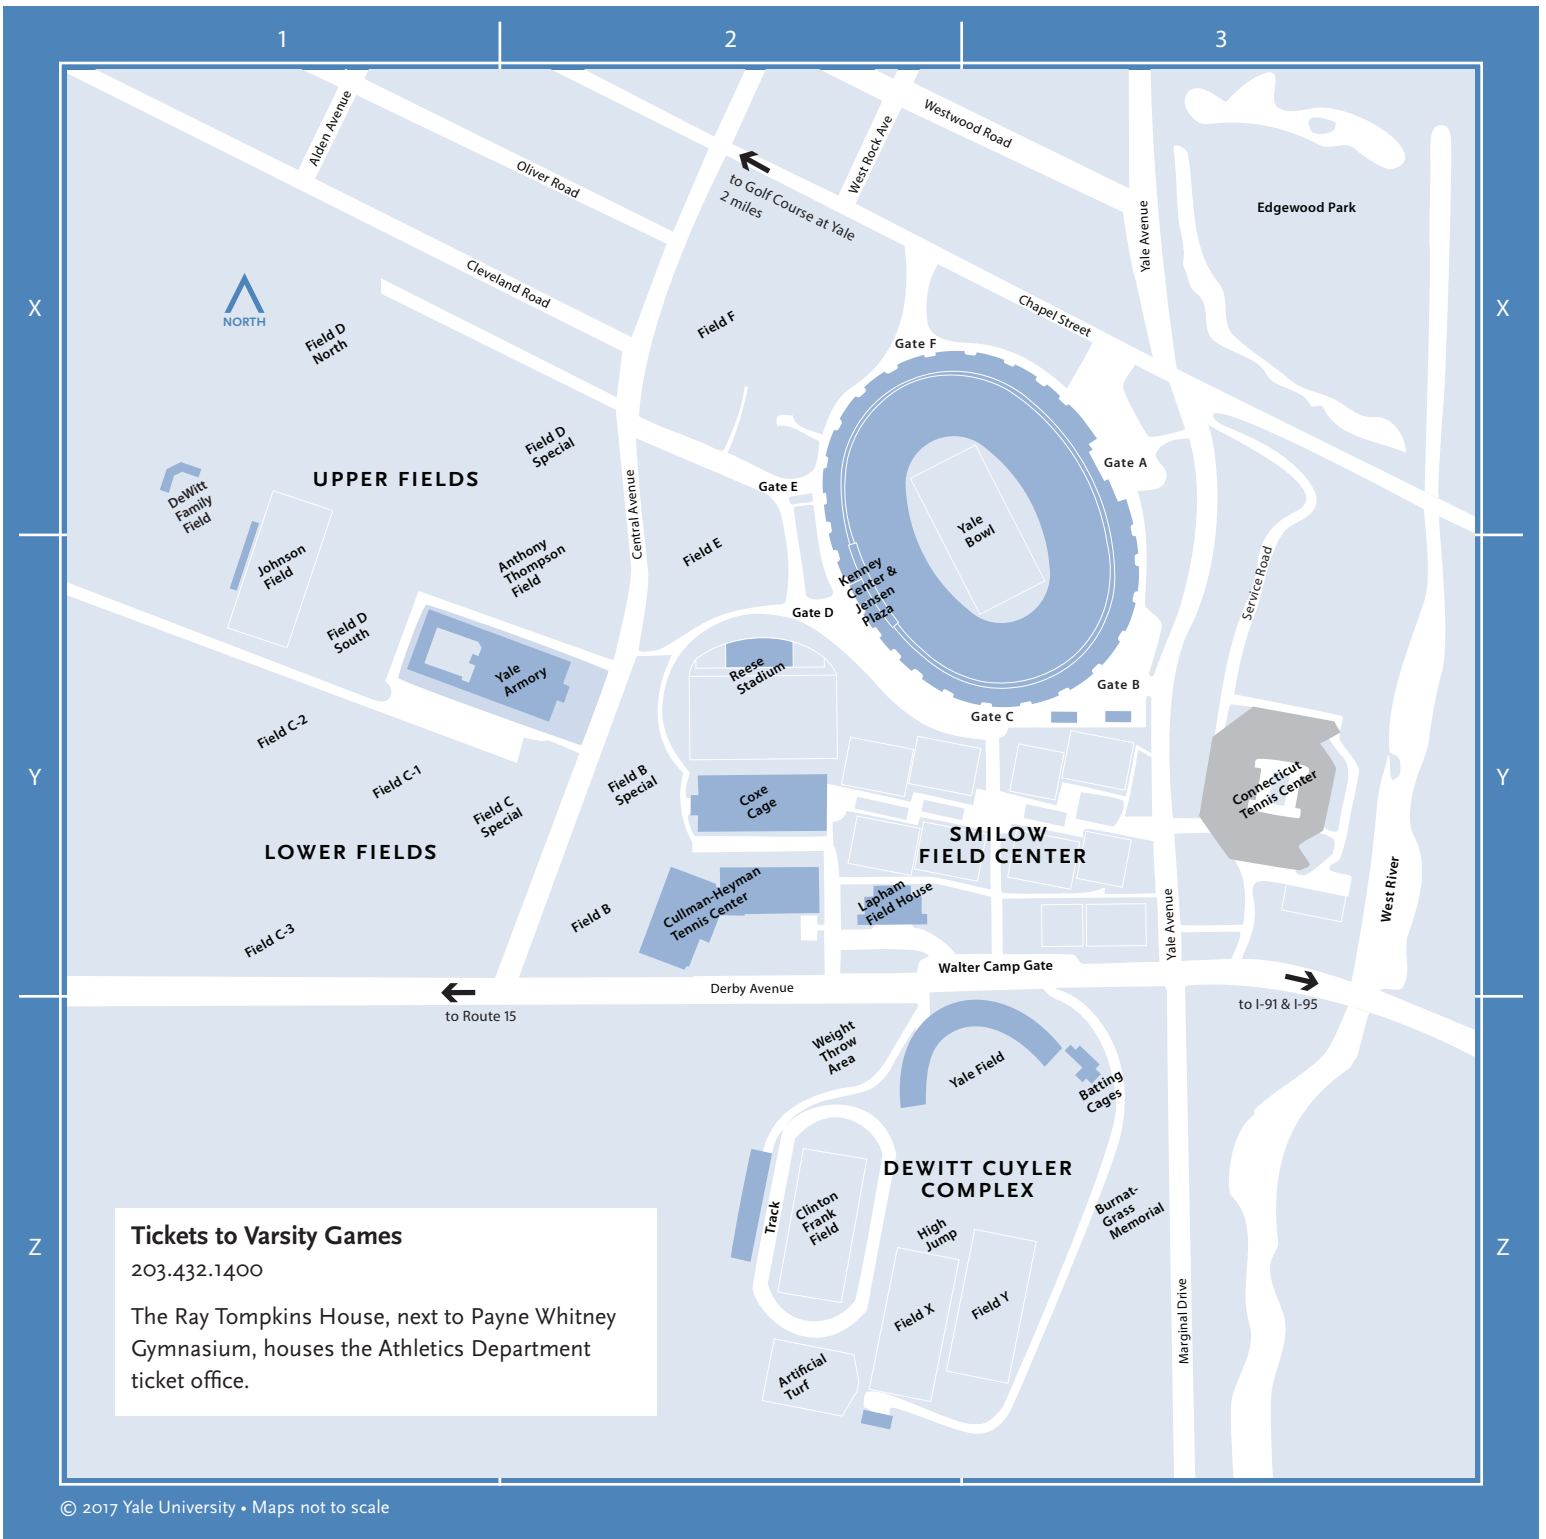 1
2
3
Alden Avenue
Oliver Road
West Rock Ave
Westwood Road
to Golf Course at Yale
2 miles
Yale Avenue
Edgewood Park
Cleveland Road
X
NORTH
Field D
North
Field F
Chapel Street
X
Gate F
Field D
Special
UPPER FIELDS
Gate A
DeWitt
Family
Field
Central Avenue
Gate E
Yale
Bowl
Johnson
Field
Anthony
Thompson
Field
Field E
Kenney
Center &
Jensen
Plaza
Service Road
Gate D
Field D
South
Yale
Armory
Reese
Stadium
Gate B
Gate C
Field C-2
Y
Field C-1
Field C
Special
Field B
Special
Coxe
Cage
Connecticut
Tennis Center
Y
SMILOW
FIELD CENTER
LOWER FIELDS
Cullman-Heyman
Tennis Center
Lapham
Field House
West River
Field B
Field C-3
Yale Avenue
Walter Camp Gate
Derby Avenue
to Route 15
to I-91 & I-95
Weight
Throw
Area
Yale Field
Batting
Cages
DEWITT CUYLER
COMPLEX
Track
Clinton
Frank
Field
High
Jump
Burnat-
Grass
Memorial
Z
Z
Field X
Field Y
Marginal Drive
Artificial
Turf
Tickets to Varsity Games
203.432.1400
The Ray Tompkins House, next to Payne Whitney
Gymnasium, houses the Athletics Department
ticket office.
© 2017 Yale University • Maps not to scale